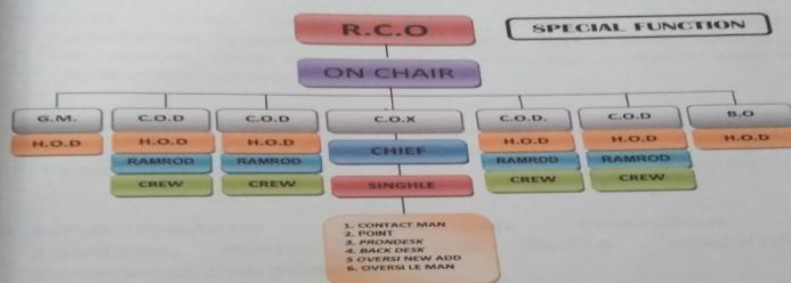 R.C.O
SPECIAL FUNCTION
ON CHAIR
G.M. C.O.D C.O.D C.O.X C.O.D. C.O.D B.O
H.O.D H.O.D H.O.D CHIEF H.O.D H.O.D H.O.D
RAMROD RAMROD RAMROD RAMROD
CREW CREW SINGHLE CREW CREW
1. CONTACT MAN
2. POINT
3. PRONDESK
4. BACK DESK
5 OVERSI NEW ADD
6. OVERSI LE MAN